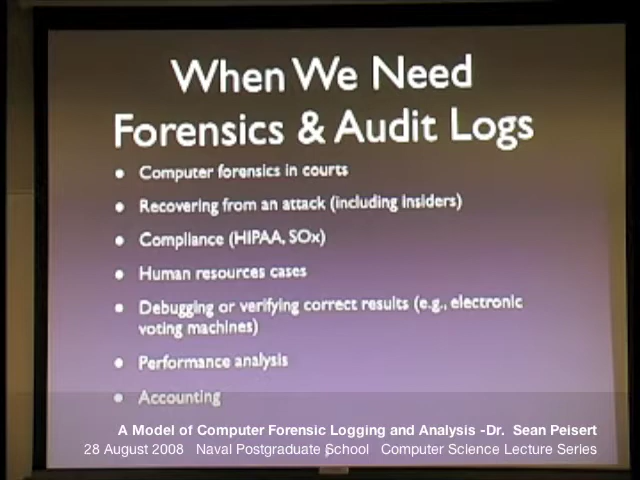 When We Need
Forensics & Audit Logs
• Computer forensics in courts
• Recovering from an attack (including insiders)
• Compliance (HIPAA, SOx)
• Human resources cases
• Debugging or verifying correct results (e.g., electronic
voting machines)
• Performance analysis
• Accounting
A Model of Computer Forensic Logging and Analysis -Dr. Sean Peisert
28 August 2008 Naval Postgraduate School Computer Science Lecture Series